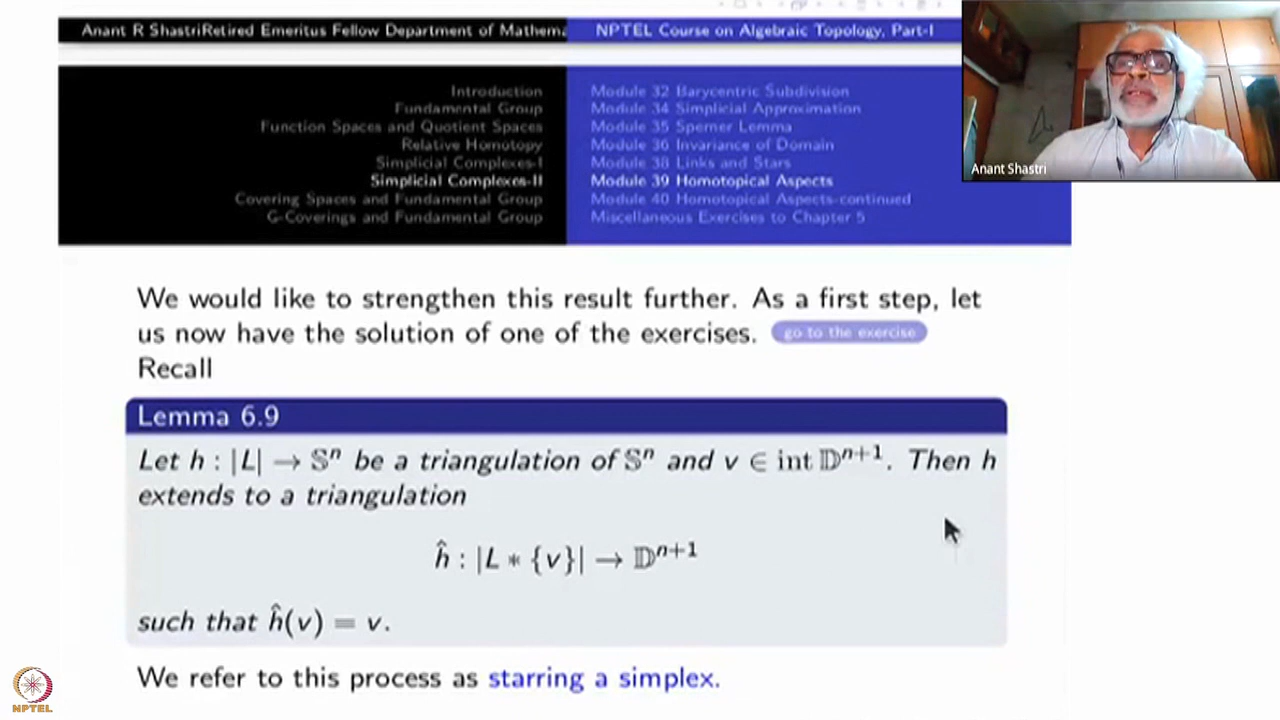 Anant R ShastriRetired Emeritus Fellow Department of Mathema
NPTEL Course on Algebraic Topology, Part-I
Introduction
Fundamental Group
Function Spaces and Quotient Spaces
Relative Homotopy
Simplicial Complexes-I
Simplicial Complexes-II
Covering Spaces and Fundamental Group
G-Coverings and Fundamental Group
Module 32 Barycentric Subdivision
Module 34 Simplicial Approximation
Module 35 Sperner Lemma
Module 36 Invariance of Domain
Module 38 Links and Stars
Module 39 Homotopical Aspects
Module 40 Homotopical Aspects-continued
Miscellaneous Exercises to Chapter 5
Anant Shastri
We would like to strengthen this result further. As a first step, let
us now have the solution of one of the exercises. go to the exercise
Recall
Lemma 6.9
Let h : |L| → 𝕊ⁿ be a triangulation of 𝕊ⁿ and v ∈ int 𝔻ⁿ⁺¹. Then h
extends to a triangulation
ĥ : |L ∗ {v}| → 𝔻ⁿ⁺¹
such that ĥ(v) = v.
We refer to this process as starring a simplex.
NPTEL